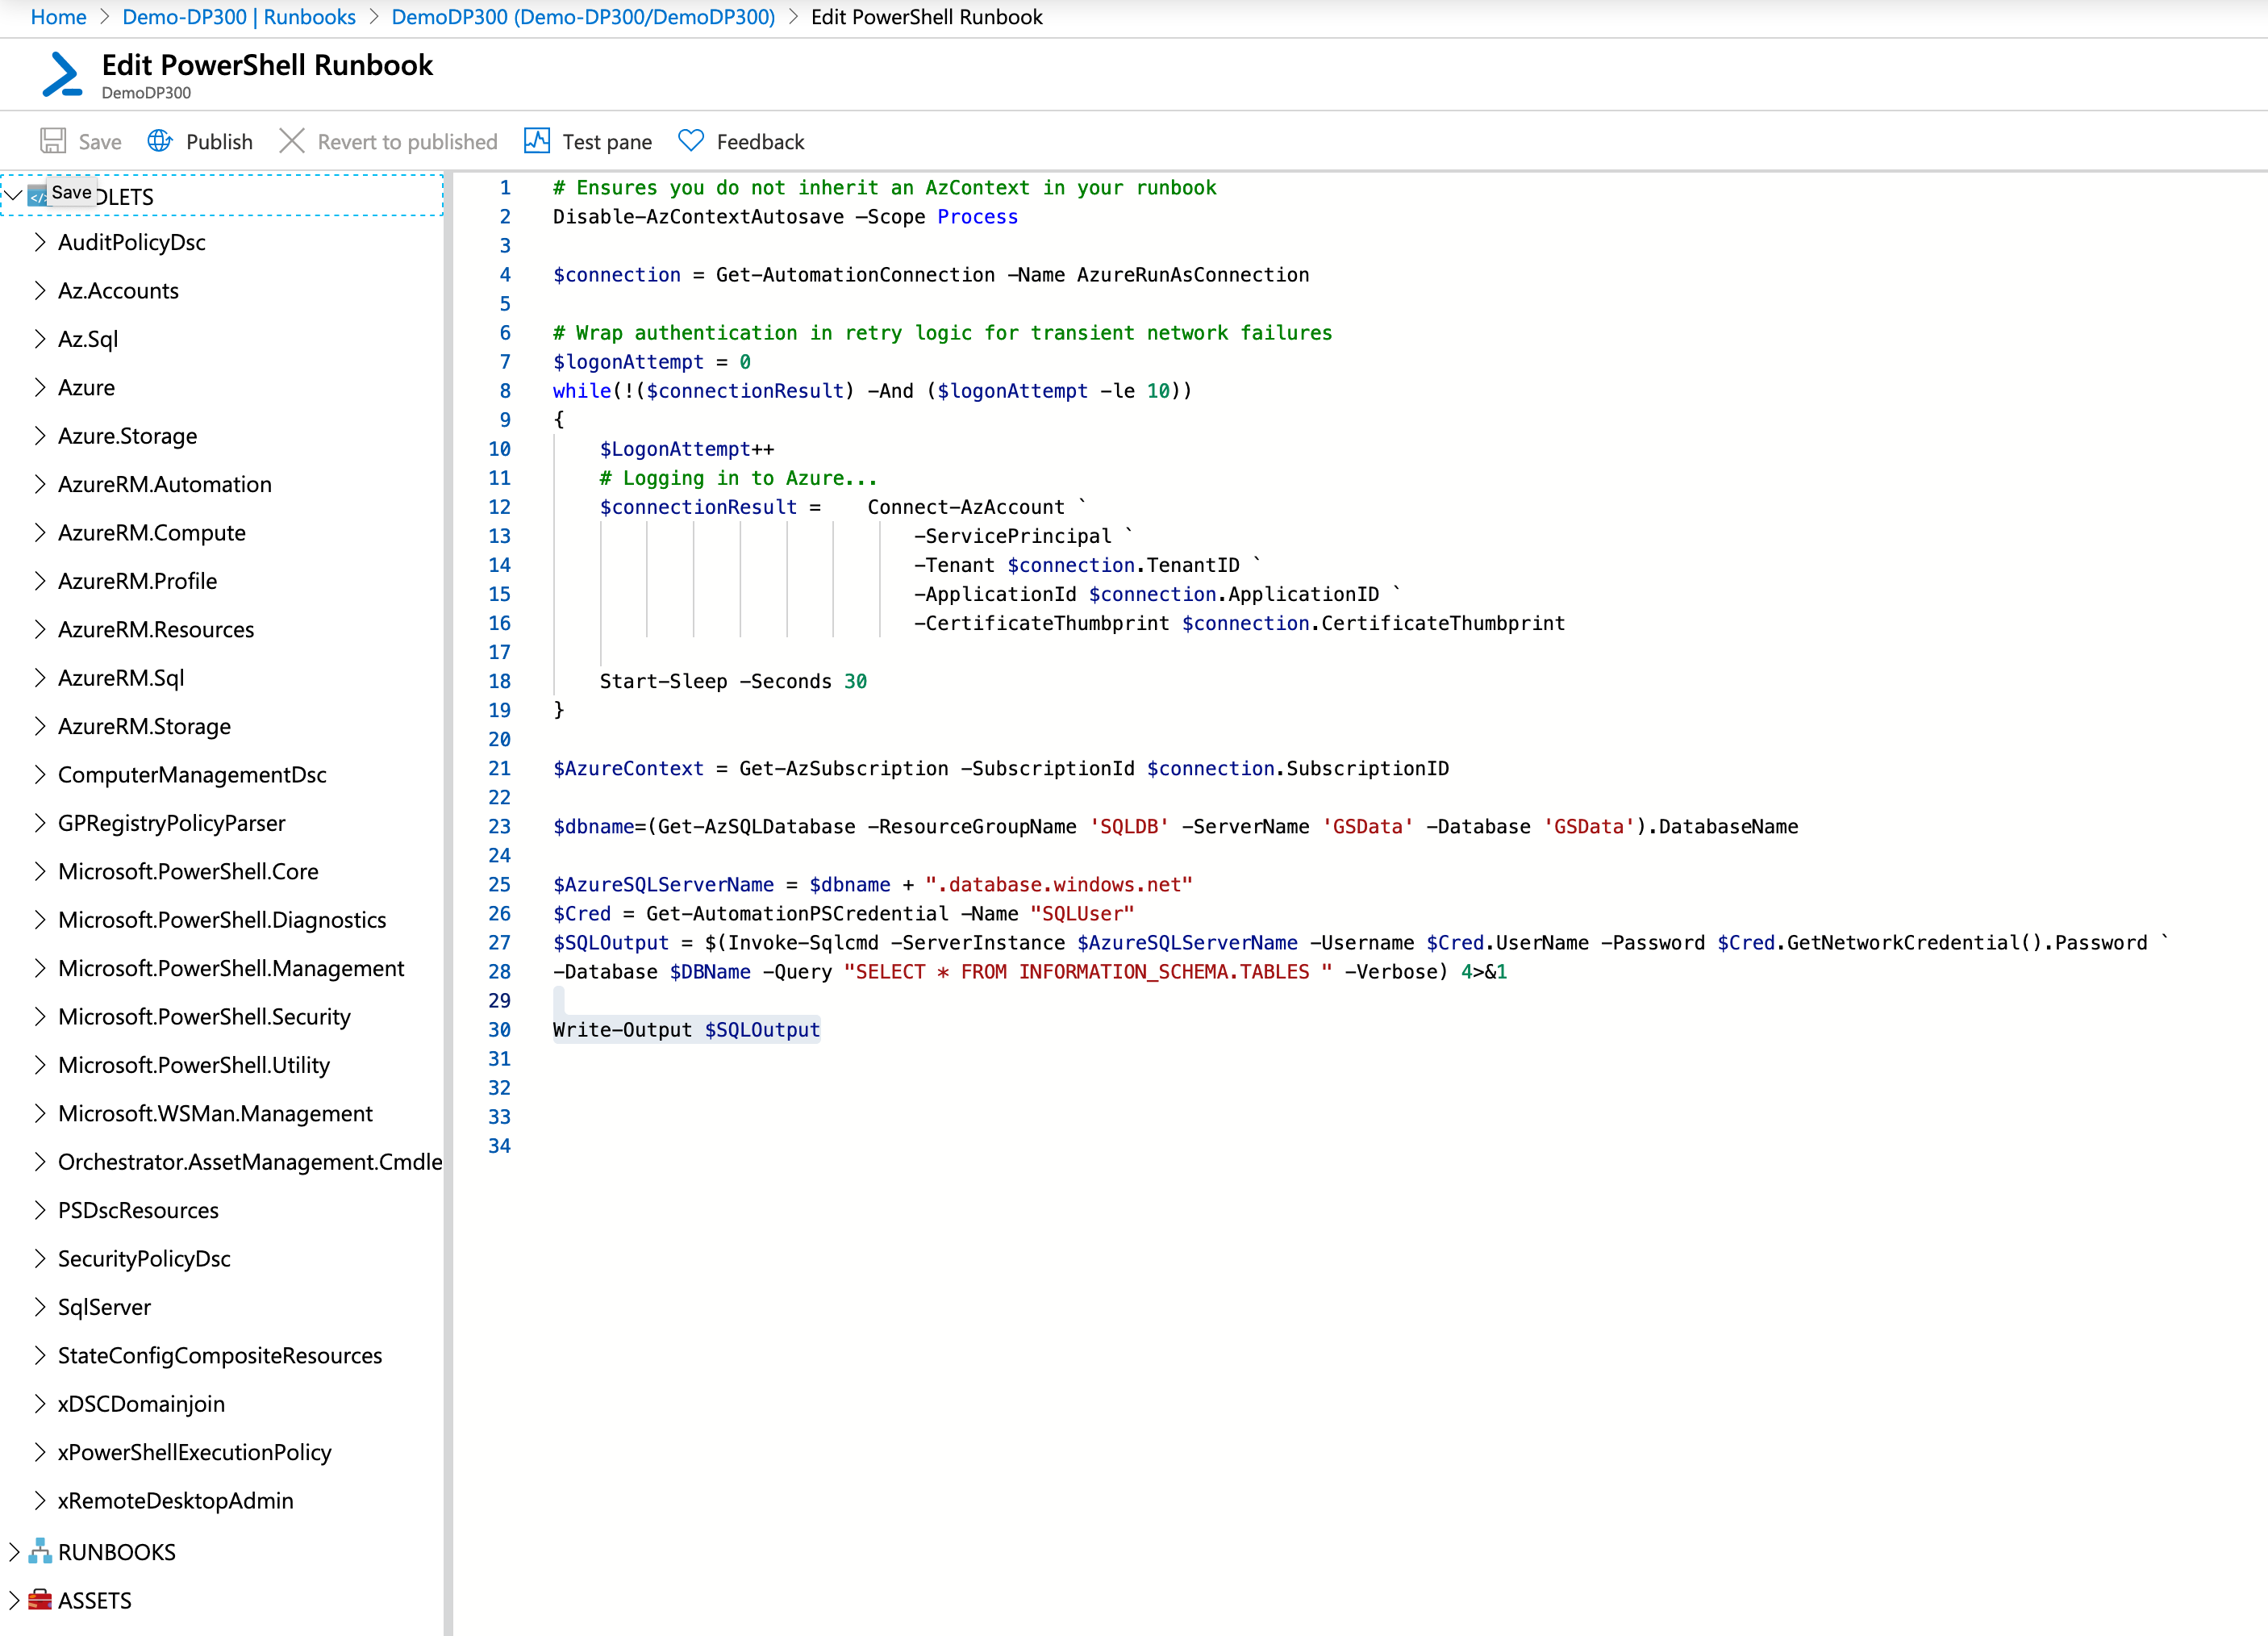 Home > Demo-DP300 | Runbooks > DemoDP300 (Demo-DP300/DemoDP300) > Edit PowerShell Runbook
Edit PowerShell Runbook
DemoDP300
Save Publish Revert to published Test pane Feedback
Save DLETS
AuditPolicyDsc
Az.Accounts
Az.Sql
Azure
Azure.Storage
AzureRM.Automation
AzureRM.Compute
AzureRM.Profile
AzureRM.Resources
AzureRM.Sql
AzureRM.Storage
ComputerManagementDsc
GPRegistryPolicyParser
Microsoft.PowerShell.Core
Microsoft.PowerShell.Diagnostics
Microsoft.PowerShell.Management
Microsoft.PowerShell.Security
Microsoft.PowerShell.Utility
Microsoft.WSMan.Management
Orchestrator.AssetManagement.Cmdle
PSDscResources
SecurityPolicyDsc
SqlServer
StateConfigCompositeResources
xDSCDomainjoin
xPowerShellExecutionPolicy
xRemoteDesktopAdmin
RUNBOOKS
ASSETS
1 # Ensures you do not inherit an AzContext in your runbook
2 Disable-AzContextAutosave –Scope Process
3
4 $connection = Get-AutomationConnection –Name AzureRunAsConnection
5
6 # Wrap authentication in retry logic for transient network failures
7 $logonAttempt = 0
8 while(!($connectionResult) -And ($logonAttempt -le 10))
9 {
10 $LogonAttempt++
11 # Logging in to Azure...
12 $connectionResult = Connect-AzAccount `
13 -ServicePrincipal `
14 -Tenant $connection.TenantID `
15 -ApplicationId $connection.ApplicationID `
16 -CertificateThumbprint $connection.CertificateThumbprint
17
18 Start-Sleep -Seconds 30
19 }
20
21 $AzureContext = Get-AzSubscription -SubscriptionId $connection.SubscriptionID
22
23 $dbname=(Get-AzSQLDatabase -ResourceGroupName 'SQLDB' -ServerName 'GSData' -Database 'GSData').DatabaseName
24
25 $AzureSQLServerName = $dbname + ".database.windows.net"
26 $Cred = Get-AutomationPSCredential –Name "SQLUser"
27 $SQLOutput = $(Invoke-Sqlcmd -ServerInstance $AzureSQLServerName -Username $Cred.UserName -Password $Cred.GetNetworkCredential().Password `
28 -Database $DBName -Query "SELECT * FROM INFORMATION_SCHEMA.TABLES " -Verbose) 4>&1
29
30 Write-Output $SQLOutput
31
32
33
34